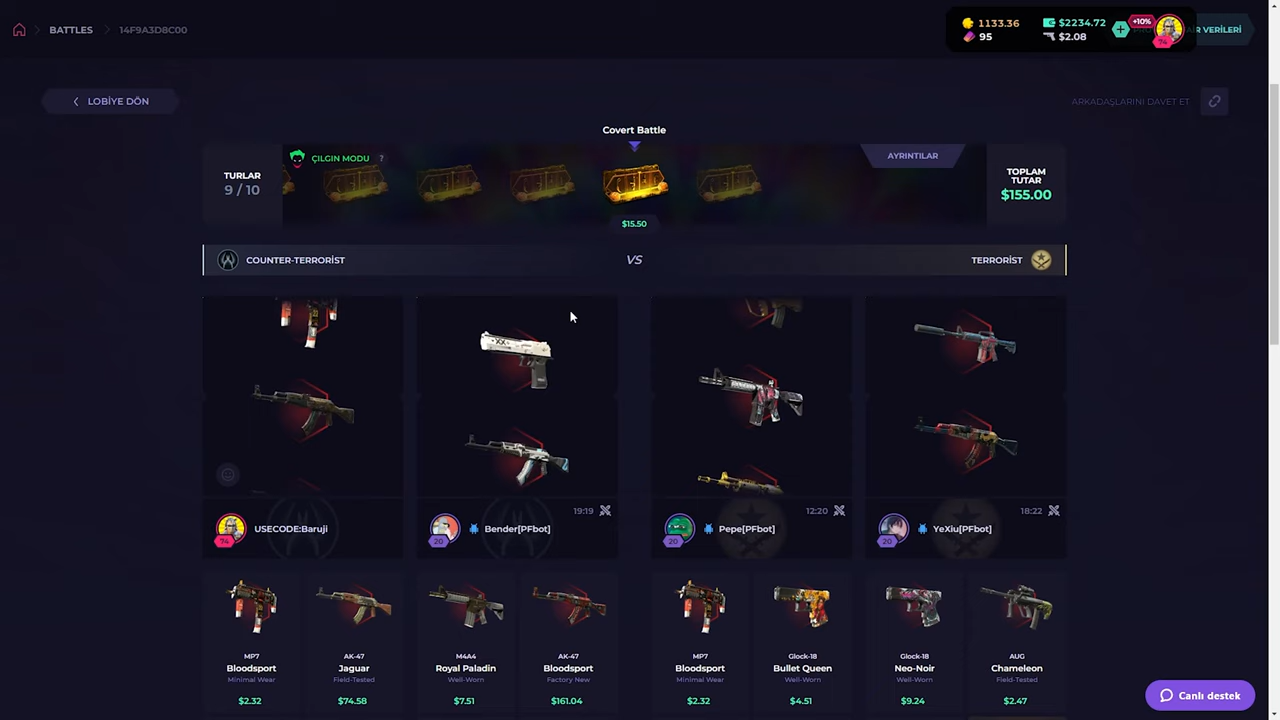 BATTLES
14F9A3D8C00
1133.36
95
$2234.72
$2.08
+10%
74
AİR VERİLERİ
LOBİYE DÖN
ARKADAŞLARINI DAVET ET
Covert Battle
TURLAR
9 / 10
ÇILGIN MODU ?
AYRINTILAR
TOPLAM
TUTAR
$155.00
$15.50
COUNTER-TERRORİST
VS
TERRORİST
74
USECODE:Baruji
19:19
20
Bender[PFbot]
12:20
20
Pepe[PFbot]
18:22
20
YeXiu[PFbot]
MP7
Bloodsport
Minimal Wear
$2.32
AK-47
Jaguar
Field-Tested
$74.58
M4A4
Royal Paladin
Well-Worn
$7.51
AK-47
Bloodsport
Factory New
$161.04
MP7
Bloodsport
Minimal Wear
$2.32
Glock-18
Bullet Queen
Well-Worn
$4.51
Glock-18
Neo-Noir
Well-Worn
$9.24
AUG
Chameleon
Field-Tested
$2.47
Canlı destek